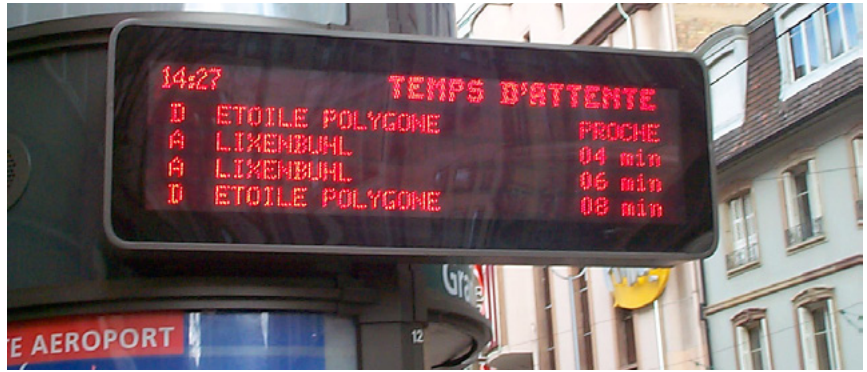 14:27 TEMPS D'ATTENTE
D ETOILE POLYGONE PROCHE
A LIXENBUHL 04 min
A LIXENBUHL 06 min
D ETOILE POLYGONE 08 min
AEROPORT
12